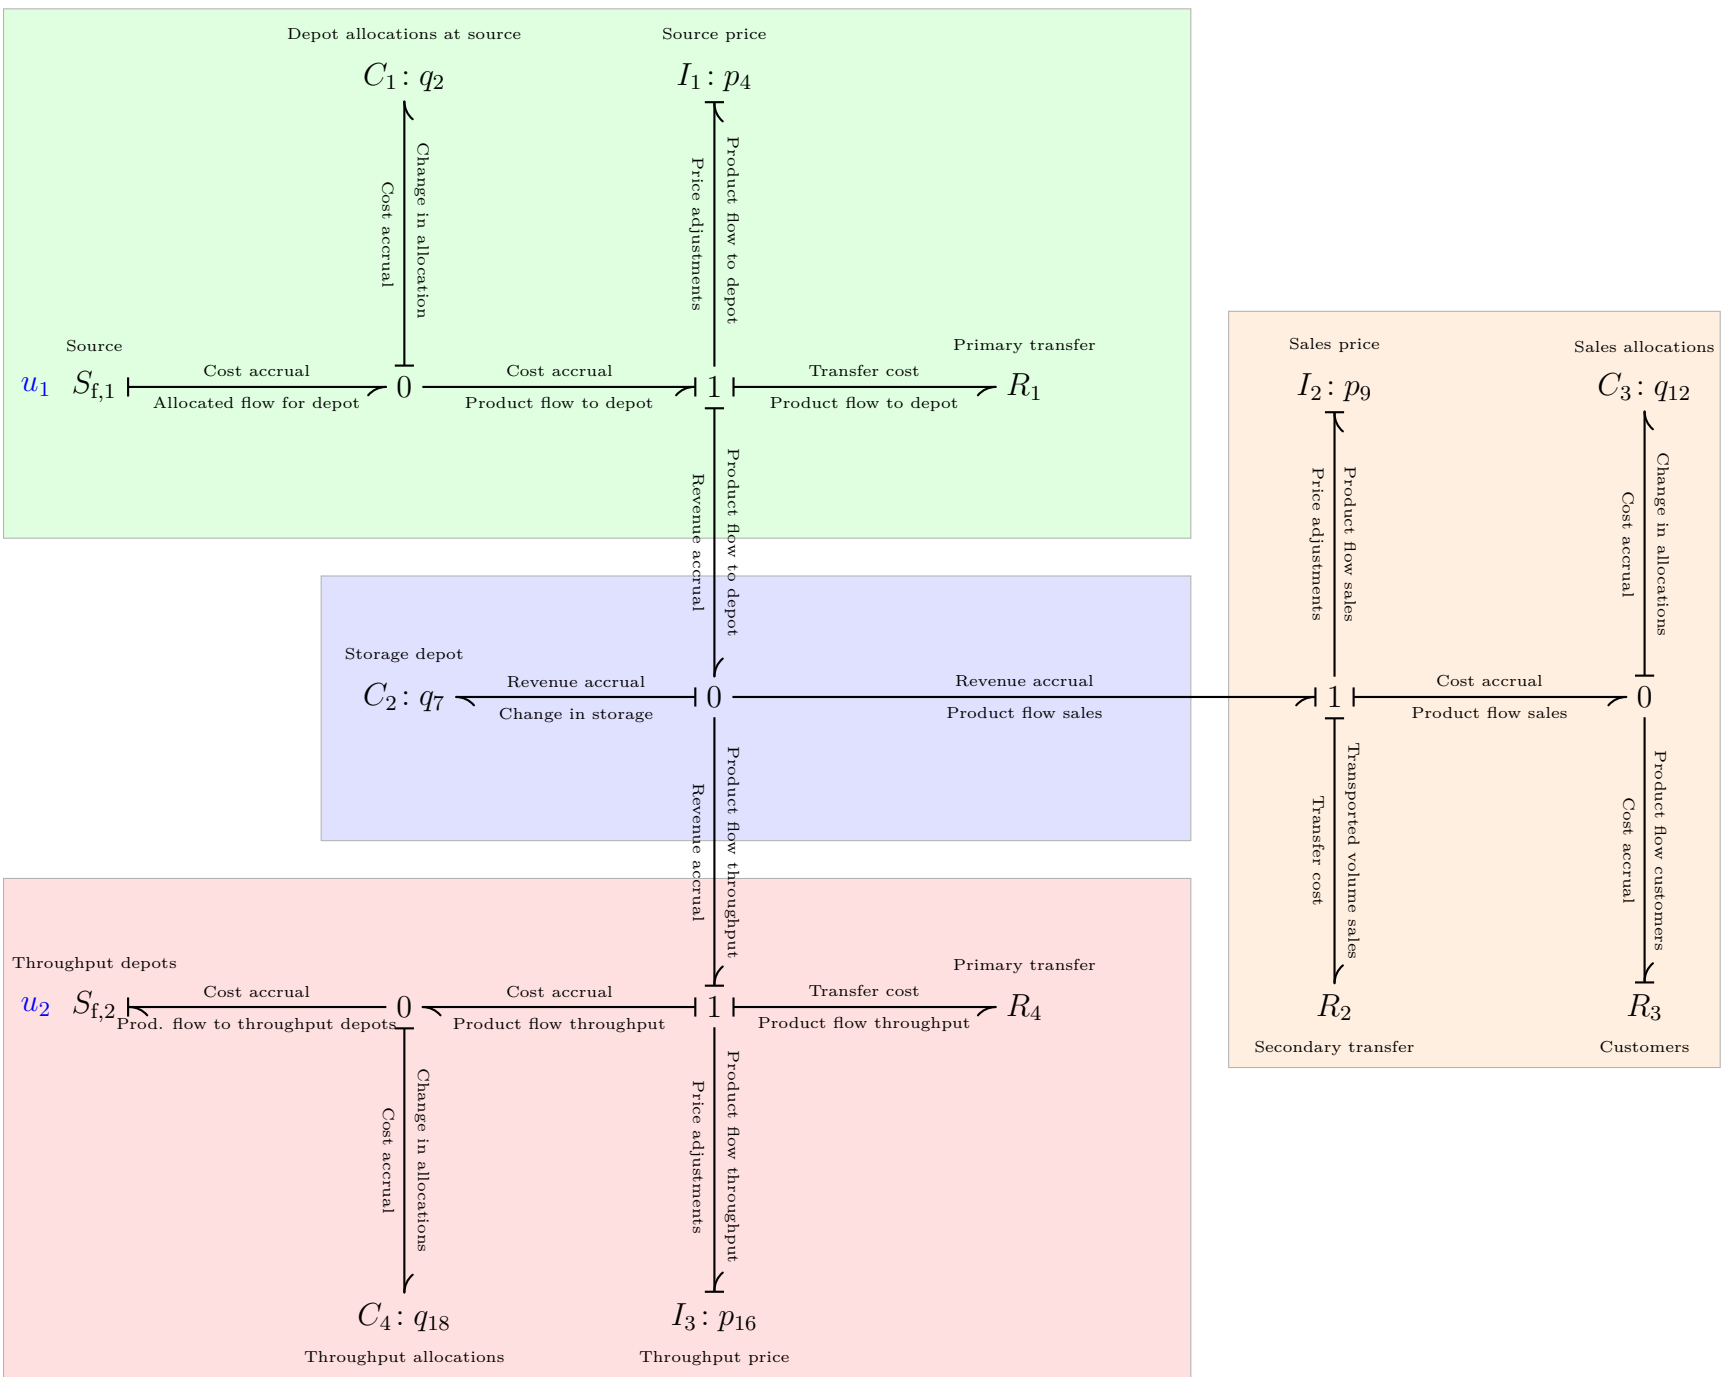 Depot allocations at source
Source price
C₁: q₂
I₁: p₄
Cost accrual
Change in allocation
Price adjustments
Product flow to depot
Source
Primary transfer
u₁ S_f,1
Cost accrual
Allocated flow for depot
0
Cost accrual
Product flow to depot
1
Transfer cost
Product flow to depot
R₁
Revenue accrual
Product flow to depot
Sales price
Sales allocations
I₂: p₉
C₃: q₁₂
Price adjustments
Product flow sales
Cost accrual
Change in allocations
Storage depot
C₂: q₇
Revenue accrual
Change in storage
0
Revenue accrual
Product flow sales
1
Cost accrual
Product flow sales
0
Revenue accrual
Product flow throughput
Transfer cost
Transported volume sales
Cost accrual
Product flow customers
R₂
R₃
Secondary transfer
Customers
Throughput depots
Primary transfer
u₂ S_f,2
Cost accrual
Prod. flow to throughput depots
0
Cost accrual
Product flow throughput
1
Transfer cost
Product flow throughput
R₄
Cost accrual
Change in allocations
Price adjustments
Product flow throughput
C₄: q₁₈
I₃: p₁₆
Throughput allocations
Throughput price